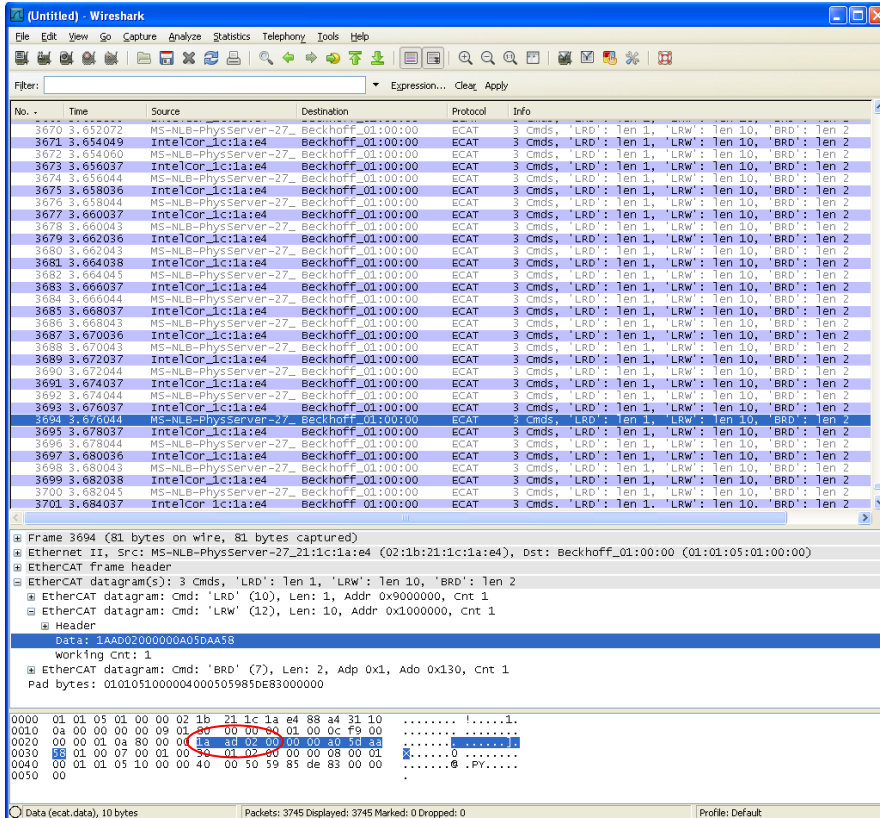 (Untitled) - Wireshark
File Edit View Go Capture Analyze Statistics Telephony Tools Help
Filter: Expression... Clear Apply
No. - Time Source Destination Protocol Info
3670 3.652072 MS-NLB-PhysServer-27_ Beckhoff_01:00:00 ECAT 3 Cmds, 'LRD': len 1, 'LRW': len 10, 'BRD': len 2
3671 3.654049 IntelCor_1c:1a:e4 Beckhoff_01:00:00 ECAT 3 Cmds, 'LRD': len 1, 'LRW': len 10, 'BRD': len 2
3672 3.654060 MS-NLB-PhysServer-27_ Beckhoff_01:00:00 ECAT 3 Cmds, 'LRD': len 1, 'LRW': len 10, 'BRD': len 2
3673 3.656037 IntelCor_1c:1a:e4 Beckhoff_01:00:00 ECAT 3 Cmds, 'LRD': len 1, 'LRW': len 10, 'BRD': len 2
3674 3.656044 MS-NLB-PhysServer-27_ Beckhoff_01:00:00 ECAT 3 Cmds, 'LRD': len 1, 'LRW': len 10, 'BRD': len 2
3675 3.658036 IntelCor_1c:1a:e4 Beckhoff_01:00:00 ECAT 3 Cmds, 'LRD': len 1, 'LRW': len 10, 'BRD': len 2
3676 3.658044 MS-NLB-PhysServer-27_ Beckhoff_01:00:00 ECAT 3 Cmds, 'LRD': len 1, 'LRW': len 10, 'BRD': len 2
3677 3.660037 IntelCor_1c:1a:e4 Beckhoff_01:00:00 ECAT 3 Cmds, 'LRD': len 1, 'LRW': len 10, 'BRD': len 2
3678 3.660043 MS-NLB-PhysServer-27_ Beckhoff_01:00:00 ECAT 3 Cmds, 'LRD': len 1, 'LRW': len 10, 'BRD': len 2
3679 3.662036 IntelCor_1c:1a:e4 Beckhoff_01:00:00 ECAT 3 Cmds, 'LRD': len 1, 'LRW': len 10, 'BRD': len 2
3680 3.662043 MS-NLB-PhysServer-27_ Beckhoff_01:00:00 ECAT 3 Cmds, 'LRD': len 1, 'LRW': len 10, 'BRD': len 2
3681 3.664038 IntelCor_1c:1a:e4 Beckhoff_01:00:00 ECAT 3 Cmds, 'LRD': len 1, 'LRW': len 10, 'BRD': len 2
3682 3.664045 MS-NLB-PhysServer-27_ Beckhoff_01:00:00 ECAT 3 Cmds, 'LRD': len 1, 'LRW': len 10, 'BRD': len 2
3683 3.666037 IntelCor_1c:1a:e4 Beckhoff_01:00:00 ECAT 3 Cmds, 'LRD': len 1, 'LRW': len 10, 'BRD': len 2
3684 3.666044 MS-NLB-PhysServer-27_ Beckhoff_01:00:00 ECAT 3 Cmds, 'LRD': len 1, 'LRW': len 10, 'BRD': len 2
3685 3.668037 IntelCor_1c:1a:e4 Beckhoff_01:00:00 ECAT 3 Cmds, 'LRD': len 1, 'LRW': len 10, 'BRD': len 2
3686 3.668043 MS-NLB-PhysServer-27_ Beckhoff_01:00:00 ECAT 3 Cmds, 'LRD': len 1, 'LRW': len 10, 'BRD': len 2
3687 3.670036 IntelCor_1c:1a:e4 Beckhoff_01:00:00 ECAT 3 Cmds, 'LRD': len 1, 'LRW': len 10, 'BRD': len 2
3688 3.670043 MS-NLB-PhysServer-27_ Beckhoff_01:00:00 ECAT 3 Cmds, 'LRD': len 1, 'LRW': len 10, 'BRD': len 2
3689 3.672037 IntelCor_1c:1a:e4 Beckhoff_01:00:00 ECAT 3 Cmds, 'LRD': len 1, 'LRW': len 10, 'BRD': len 2
3690 3.672044 MS-NLB-PhysServer-27_ Beckhoff_01:00:00 ECAT 3 Cmds, 'LRD': len 1, 'LRW': len 10, 'BRD': len 2
3691 3.674037 IntelCor_1c:1a:e4 Beckhoff_01:00:00 ECAT 3 Cmds, 'LRD': len 1, 'LRW': len 10, 'BRD': len 2
3692 3.674044 MS-NLB-PhysServer-27_ Beckhoff_01:00:00 ECAT 3 Cmds, 'LRD': len 1, 'LRW': len 10, 'BRD': len 2
3693 3.676037 IntelCor_1c:1a:e4 Beckhoff_01:00:00 ECAT 3 Cmds, 'LRD': len 1, 'LRW': len 10, 'BRD': len 2
3694 3.676044 MS-NLB-PhysServer-27_ Beckhoff_01:00:00 ECAT 3 Cmds, 'LRD': len 1, 'LRW': len 10, 'BRD': len 2
3695 3.678037 IntelCor_1c:1a:e4 Beckhoff_01:00:00 ECAT 3 Cmds, 'LRD': len 1, 'LRW': len 10, 'BRD': len 2
3696 3.678044 MS-NLB-PhysServer-27_ Beckhoff_01:00:00 ECAT 3 Cmds, 'LRD': len 1, 'LRW': len 10, 'BRD': len 2
3697 3.680036 IntelCor_1c:1a:e4 Beckhoff_01:00:00 ECAT 3 Cmds, 'LRD': len 1, 'LRW': len 10, 'BRD': len 2
3698 3.680043 MS-NLB-PhysServer-27_ Beckhoff_01:00:00 ECAT 3 Cmds, 'LRD': len 1, 'LRW': len 10, 'BRD': len 2
3699 3.682038 IntelCor_1c:1a:e4 Beckhoff_01:00:00 ECAT 3 Cmds, 'LRD': len 1, 'LRW': len 10, 'BRD': len 2
3700 3.682045 MS-NLB-PhysServer-27_ Beckhoff_01:00:00 ECAT 3 Cmds, 'LRD': len 1, 'LRW': len 10, 'BRD': len 2
3701 3.684037 IntelCor_1c:1a:e4 Beckhoff_01:00:00 ECAT 3 Cmds, 'LRD': len 1, 'LRW': len 10, 'BRD': len 2
Frame 3694 (81 bytes on wire, 81 bytes captured)
Ethernet II, Src: MS-NLB-PhysServer-27_21:1c:1a:e4 (02:1b:21:1c:1a:e4), Dst: Beckhoff_01:00:00 (01:01:05:01:00:00)
EtherCAT frame header
EtherCAT datagram(s): 3 Cmds, 'LRD': len 1, 'LRW': len 10, 'BRD': len 2
EtherCAT datagram: Cmd: 'LRD' (10), Len: 1, Addr 0x9000000, Cnt 1
EtherCAT datagram: Cmd: 'LRW' (12), Len: 10, Addr 0x1000000, Cnt 1
Header
Data: 1AAD02000000A05DAA58
Working Cnt: 1
EtherCAT datagram: Cmd: 'BRD' (7), Len: 2, Adp 0x1, Ado 0x130, Cnt 1
Pad bytes: 0101051000004000505985DE83000000
0000 01 01 05 01 00 00 02 1b 21 1c 1a e4 88 a4 31 10 ........ !.....1.
0010 0a 00 00 00 09 01 80 00 00 00 01 00 0c f9 00 ........ ........
0020 00 00 01 0a 80 00 00 1a ad 02 00 00 00 a0 5d aa ........ ......].
0030 58 01 00 07 00 01 00 30 01 02 00 00 00 08 00 01 X......0 ........
0040 00 01 01 05 10 00 00 40 00 50 59 85 de 83 00 00 .......@ .PY.....
0050 00 .
Data (ecat.data), 10 bytes Packets: 3745 Displayed: 3745 Marked: 0 Dropped: 0 Profile: Default